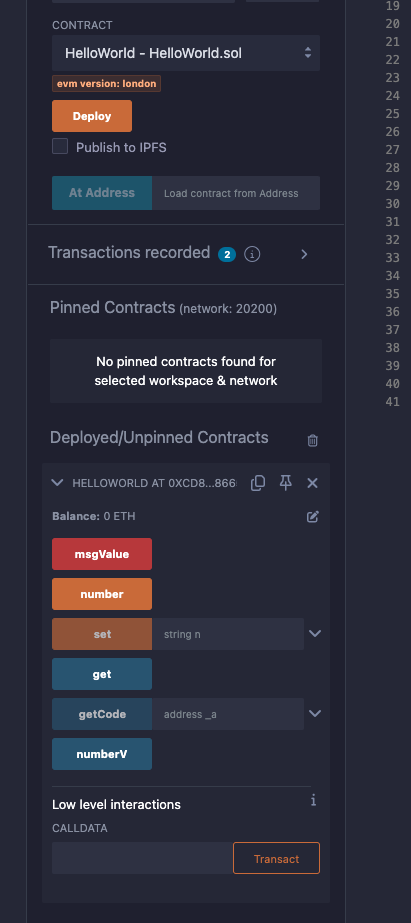 CONTRACT
HelloWorld - HelloWorld.sol
evm version: london
Deploy
Publish to IPFS
At Address Load contract from Address
Transactions recorded 2 i
Pinned Contracts (network: 20200)
No pinned contracts found for
selected workspace & network
Deployed/Unpinned Contracts
HELLOWORLD AT 0XCD8...866
Balance: 0 ETH
msgValue
number
set string n
get
getCode address _a
numberV
Low level interactions i
CALLDATA
Transact
19
20
21
22
23
24
25
26
27
28
29
30
31
32
33
34
35
36
37
38
39
40
41